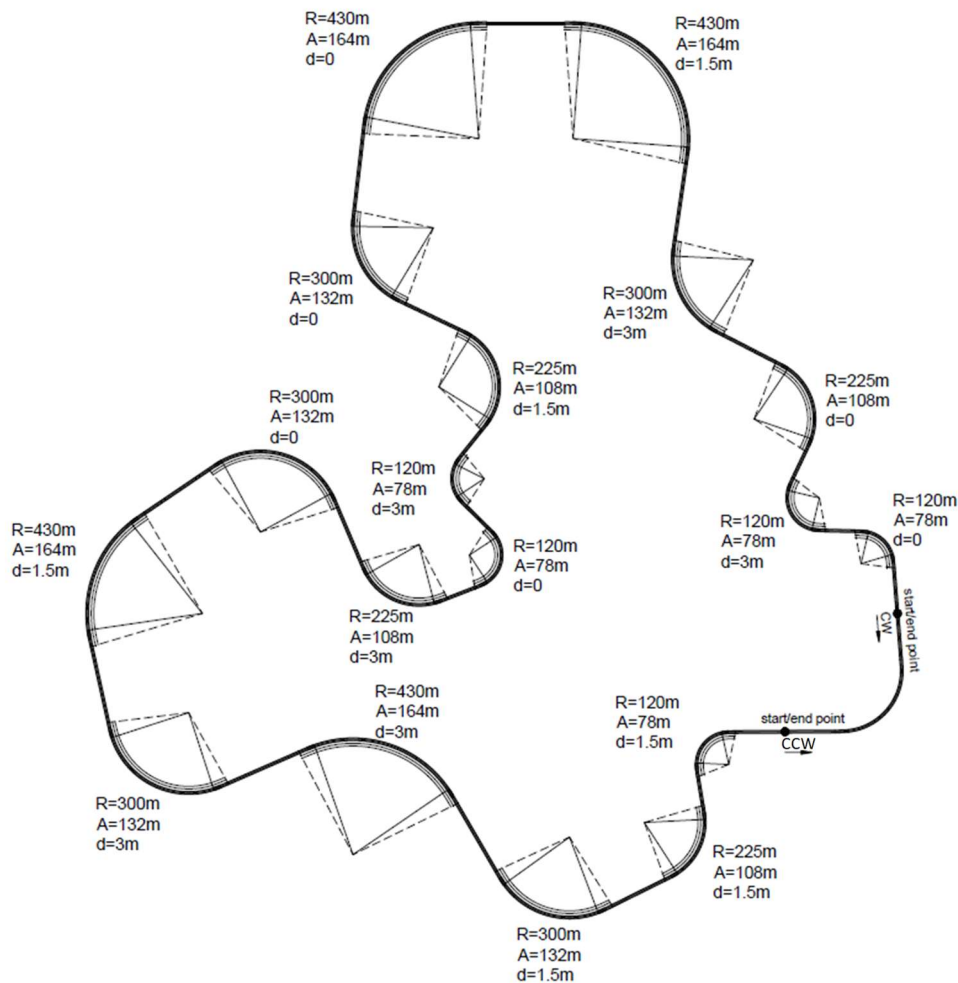 R=430m
A=164m
d=0
R=430m
A=164m
d=1.5m
R=300m
A=132m
d=0
R=300m
A=132m
d=3m
R=225m
A=108m
d=1.5m
R=225m
A=108m
d=0
R=300m
A=132m
d=0
R=120m
A=78m
d=3m
R=120m
A=78m
d=0
R=120m
A=78m
d=3m
R=120m
A=78m
d=0
R=430m
A=164m
d=1.5m
R=225m
A=108m
d=3m
start/end point
CW
R=430m
A=164m
d=3m
R=120m
A=78m
d=1.5m
start/end point
CCW
R=300m
A=132m
d=3m
R=225m
A=108m
d=1.5m
R=300m
A=132m
d=1.5m